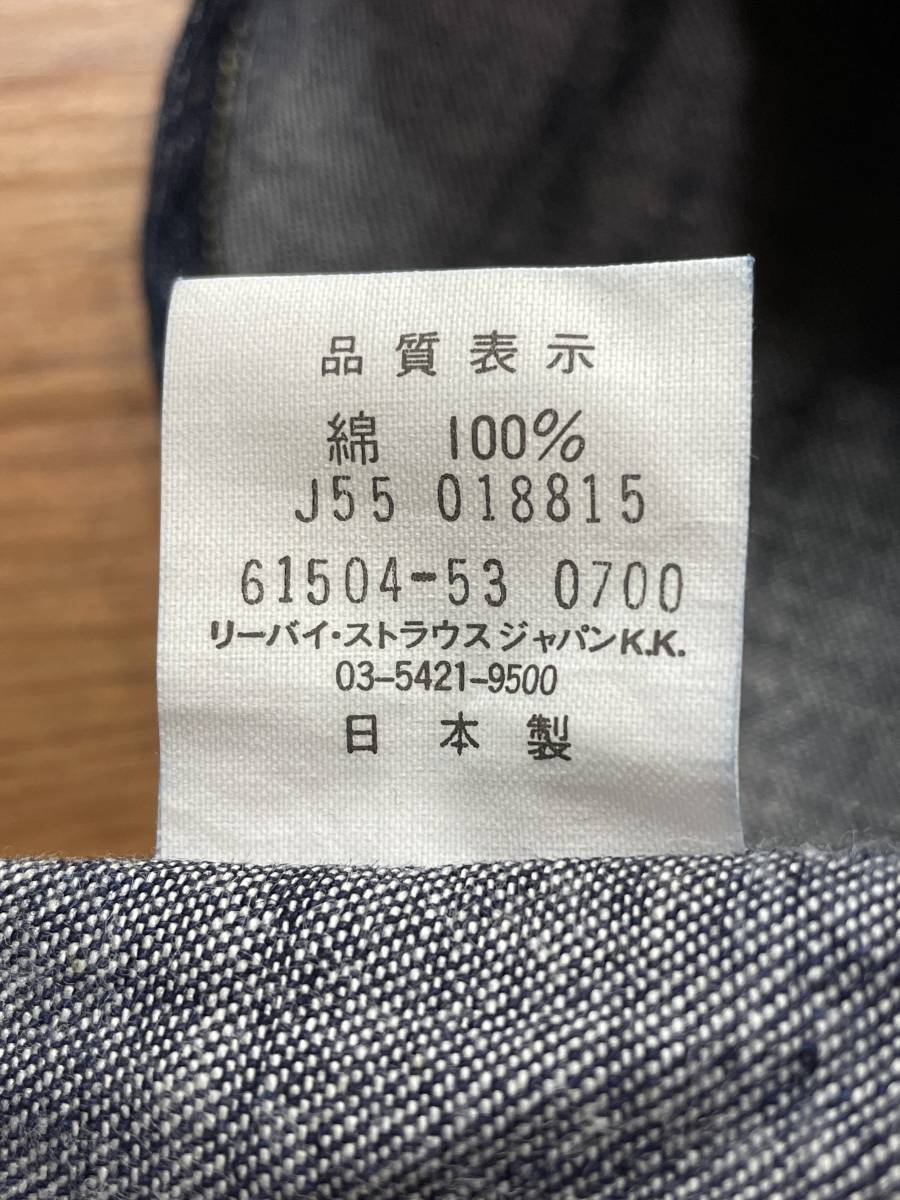 品質表示
綿 100%
J55 018815
61504-53 0700
リーバイ・ストラウスジャパンK.K.
03-5421-9500
日本製